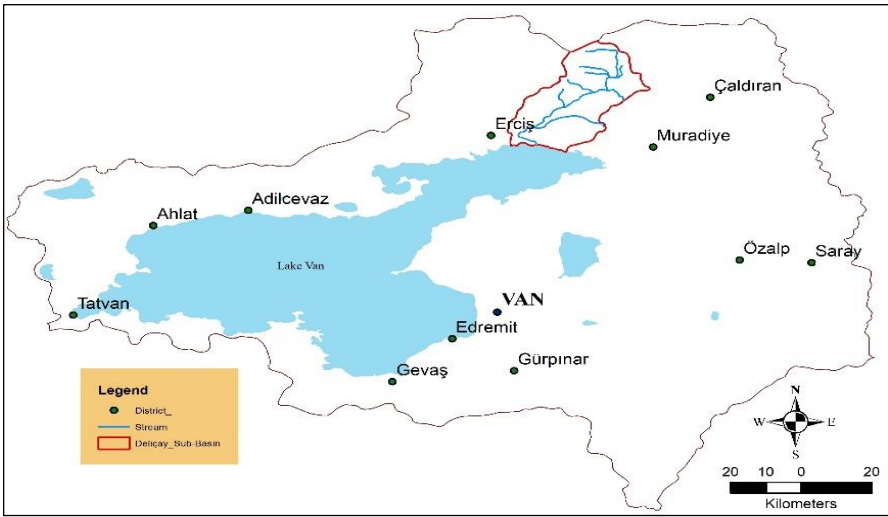 Çaldıran
Erciş
Muradiye
Adilcevaz
Ahlat
Lake Van
Özalp
Saray
Tatvan
VAN
Edremit
Gevaş
Gürpınar
Legend
District_
Stream
Deliçay_Sub-Basin
N
W
E
S
20 10 0 20
Kilometers